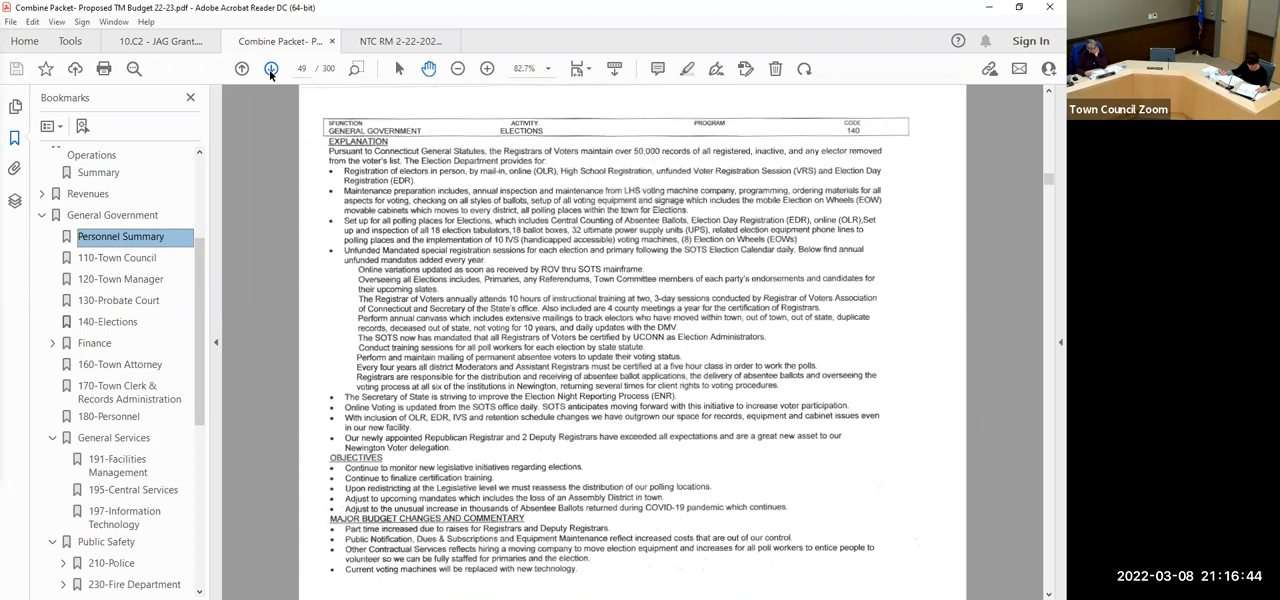 Combine Packet- Proposed TM Budget 22-23.pdf - Adobe Acrobat Reader DC (64-bit)
File Edit View Sign Window Help
Home Tools 10.C2 - JAG Grant.... Combine Packet- P... × NTC RM 2-22-202... Sign In
49 / 300 82.7%
Bookmarks
Operations
Summary
Revenues
General Government
Personnel Summary
110-Town Council
120-Town Manager
130-Probate Court
140-Elections
Finance
160-Town Attorney
170-Town Clerk &
Records Administration
180-Personnel
General Services
191-Facilities
Management
195-Central Services
197-Information
Technology
Public Safety
210-Police
230-Fire Department
SFUNCTION ACTIVITY PROGRAM CODE
GENERAL GOVERNMENT ELECTIONS 140
EXPLANATION
Pursuant to Connecticut General Statutes, the Registrars of Voters maintain over 50,000 records of all registered, inactive, and any elector removed
from the voter's list. The Election Department provides for:
• Registration of electors in person, by mail-in, online (OLR), High School Registration, unfunded Voter Registration Session (VRS) and Election Day
Registration (EDR).
• Maintenance preparation includes, annual inspection and maintenance from LHS voting machine company, programming, ordering materials for all
aspects for voting, checking on all styles of ballots, setup of all voting equipment and signage which includes the mobile Election on Wheels (EOW)
movable cabinets which moves to every district, all polling places within the town for Elections.
• Set up for all polling places for Elections, which includes Central Counting of Absentee Ballots, Election Day Registration (EDR), online (OLR),Set
up and inspection of all 18 election tabulators,18 ballot boxes, 32 ultimate power supply units (UPS), related election equipment phone lines to
polling places and the implementation of 10 IVS (handicapped accessible) voting machines, (8) Election on Wheels (EOWs)
• Unfunded Mandated special registration sessions for each election and primary following the SOTS Election Calendar daily. Below find annual
unfunded mandates added every year.
Online variations updated as soon as received by ROV thru SOTS mainframe.
Overseeing all Elections includes, Primaries, any Referendums, Town Committee members of each party's endorsements and candidates for
their upcoming slates.
The Registrar of Voters annually attends 10 hours of instructional training at two, 3-day sessions conducted by Registrar of Voters Association
of Connecticut and Secretary of the State's office. Also included are 4 county meetings a year for the certification of Registrars.
Perform annual canvass which includes extensive mailings to track electors who have moved within town, out of town, out of state, duplicate
records, deceased out of state, not voting for 10 years, and daily updates with the DMV.
The SOTS now has mandated that all Registrars of Voters be certified by UCONN as Election Administrators.
Conduct training sessions for all poll workers for each election by state statute.
Perform and maintain mailing of permanent absentee voters to update their voting status.
Every four years all district Moderators and Assistant Registrars must be certified at a five hour class in order to work the polls.
Registrars are responsible for the distribution and receiving of absentee ballot applications, the delivery of absentee ballots and overseeing the
voting process at all six of the institutions in Newington, returning several times for client rights to voting procedures.
• The Secretary of State is striving to improve the Election Night Reporting Process (ENR).
• Online Voting is updated from the SOTS office daily. SOTS anticipates moving forward with this initiative to increase voter participation.
• With inclusion of OLR, EDR, IVS and retention schedule changes we have outgrown our space for records, equipment and cabinet issues even
in our new facility.
• Our newly appointed Republican Registrar and 2 Deputy Registrars have exceeded all expectations and are a great new asset to our
Newington Voter delegation.
OBJECTIVES
• Continue to monitor new legislative initiatives regarding elections.
• Continue to finalize certification training.
• Upon redistricting at the Legislative level we must reassess the distribution of our polling locations.
• Adjust to upcoming mandates which includes the loss of an Assembly District in town.
• Adjust to the unusual increase in thousands of Absentee Ballots returned during COVID-19 pandemic which continues.
MAJOR BUDGET CHANGES AND COMMENTARY
• Part time increased due to raises for Registrars and Deputy Registrars.
• Public Notification, Dues & Subscriptions and Equipment Maintenance reflect increased costs that are out of our control.
• Other Contractual Services reflects hiring a moving company to move election equipment and increases for all poll workers to entice people to
volunteer so we can be fully staffed for primaries and the election.
• Current voting machines will be replaced with new technology.
Town Council Zoom
2022-03-08 21:16:44